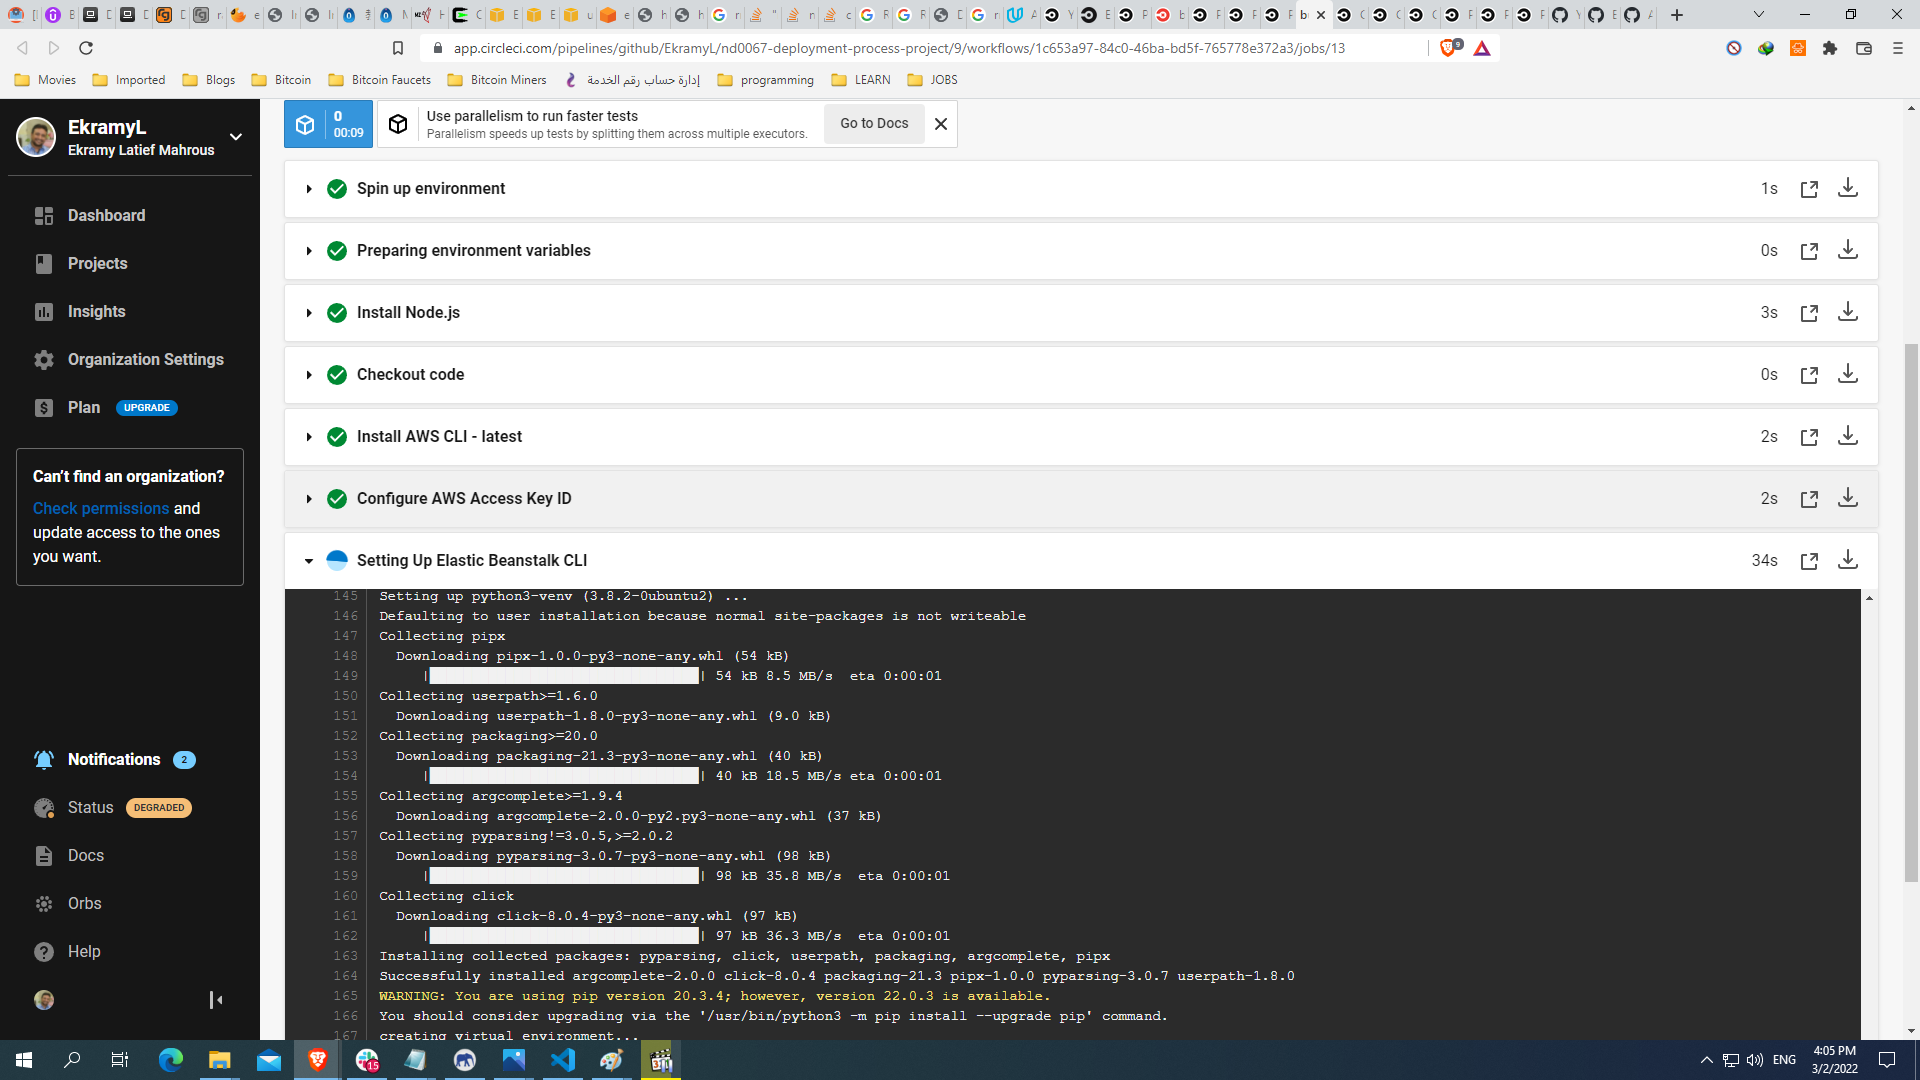 app.circleci.com/pipelines/github/EkramyL/nd0067-deployment-process-project/9/workflows/1c653a97-84c0-46ba-bd5f-765778e372a3/jobs/13
9
Movies
Imported
Blogs
Bitcoin
Bitcoin Faucets
Bitcoin Miners
إدارة حساب رقم الخدمة
programming
LEARN
JOBS
EkramyL
Ekramy Latief Mahrous
Dashboard
Projects
Insights
Organization Settings
Plan UPGRADE
Can't find an organization?
Check permissions and
update access to the ones
you want.
Notifications 2
Status DEGRADED
Docs
Orbs
Help
0
00:09
Use parallelism to run faster tests
Parallelism speeds up tests by splitting them across multiple executors.
Go to Docs
Spin up environment 1s
Preparing environment variables 0s
Install Node.js 3s
Checkout code 0s
Install AWS CLI - latest 2s
Configure AWS Access Key ID 2s
Setting Up Elastic Beanstalk CLI 34s
145 Setting up python3-venv (3.8.2-0ubuntu2) ...
146 Defaulting to user installation because normal site-packages is not writeable
147 Collecting pipx
148 Downloading pipx-1.0.0-py3-none-any.whl (54 kB)
149 |████████████████████████████████| 54 kB 8.5 MB/s eta 0:00:01
150 Collecting userpath>=1.6.0
151 Downloading userpath-1.8.0-py3-none-any.whl (9.0 kB)
152 Collecting packaging>=20.0
153 Downloading packaging-21.3-py3-none-any.whl (40 kB)
154 |████████████████████████████████| 40 kB 18.5 MB/s eta 0:00:01
155 Collecting argcomplete>=1.9.4
156 Downloading argcomplete-2.0.0-py2.py3-none-any.whl (37 kB)
157 Collecting pyparsing!=3.0.5,>=2.0.2
158 Downloading pyparsing-3.0.7-py3-none-any.whl (98 kB)
159 |████████████████████████████████| 98 kB 35.8 MB/s eta 0:00:01
160 Collecting click
161 Downloading click-8.0.4-py3-none-any.whl (97 kB)
162 |████████████████████████████████| 97 kB 36.3 MB/s eta 0:00:01
163 Installing collected packages: pyparsing, click, userpath, packaging, argcomplete, pipx
164 Successfully installed argcomplete-2.0.0 click-8.0.4 packaging-21.3 pipx-1.0.0 pyparsing-3.0.7 userpath-1.8.0
165 WARNING: You are using pip version 20.3.4; however, version 22.0.3 is available.
166 You should consider upgrading via the '/usr/bin/python3 -m pip install --upgrade pip' command.
167 creating virtual environment...
15
ENG
4:05 PM
3/2/2022